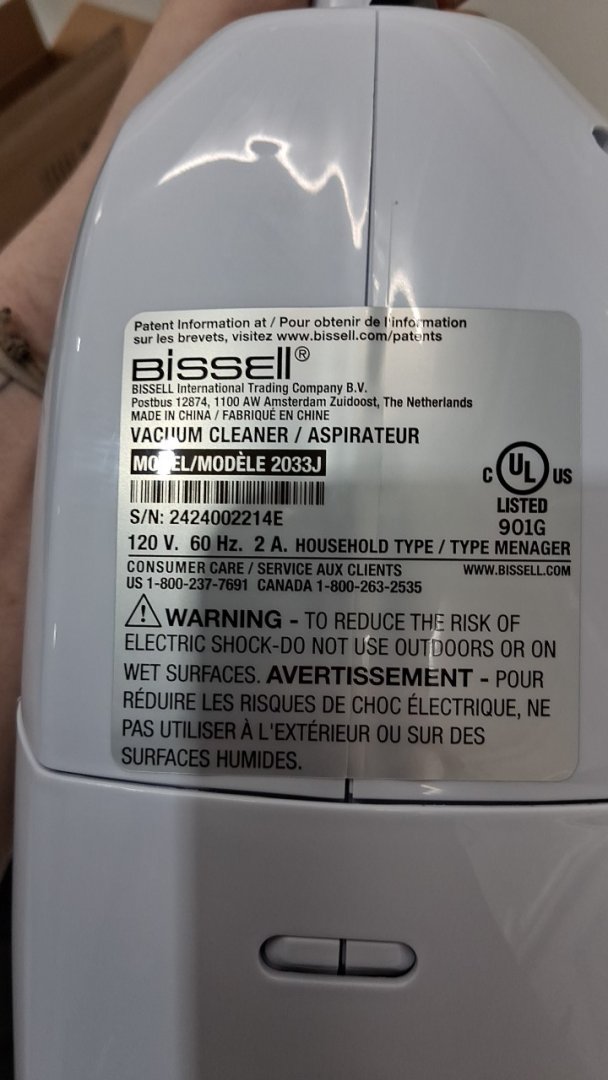 Patent Information at / Pour obtenir de l'information
sur les brevets, visitez www.bissell.com/patents
BISSELL®
BISSELL International Trading Company B.V.
Postbus 12874, 1100 AW Amsterdam Zuidoost, The Netherlands
MADE IN CHINA / FABRIQUÉ EN CHINE
VACUUM CLEANER / ASPIRATEUR
MODEL/MODÈLE 2033J
C UL US
LISTED
901G
S/N: 2424002214E
120 V. 60 Hz. 2 A. HOUSEHOLD TYPE / TYPE MENAGER
CONSUMER CARE / SERVICE AUX CLIENTS WWW.BISSELL.COM
US 1-800-237-7691 CANADA 1-800-263-2535
WARNING - TO REDUCE THE RISK OF
ELECTRIC SHOCK-DO NOT USE OUTDOORS OR ON
WET SURFACES. AVERTISSEMENT - POUR
RÉDUIRE LES RISQUES DE CHOC ÉLECTRIQUE, NE
PAS UTILISER À L'EXTÉRIEUR OU SUR DES
SURFACES HUMIDES.